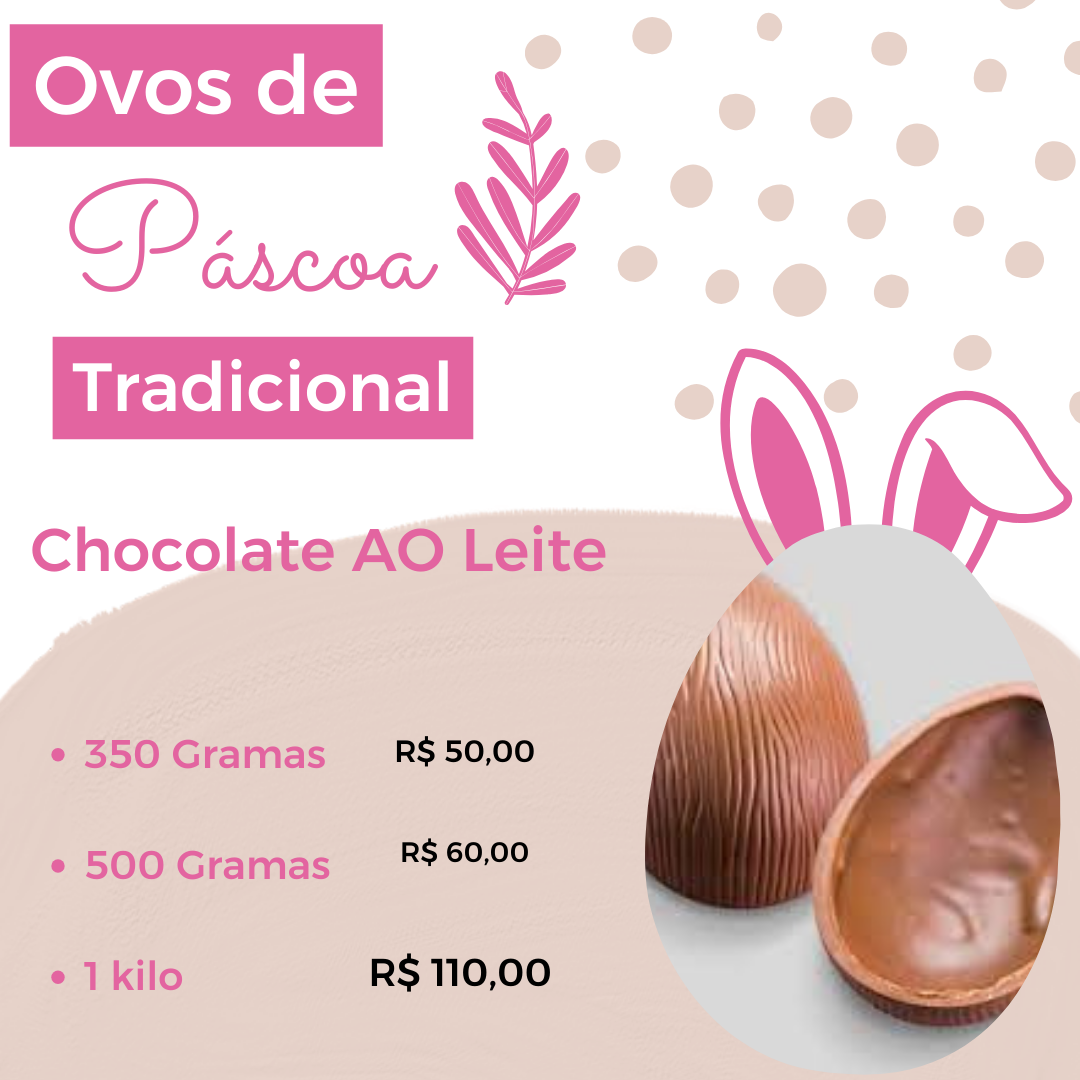 Ovos de
Páscoa
Tradicional
Chocolate AO Leite
• 350 Gramas R$ 50,00
• 500 Gramas R$ 60,00
• 1 kilo R$ 110,00